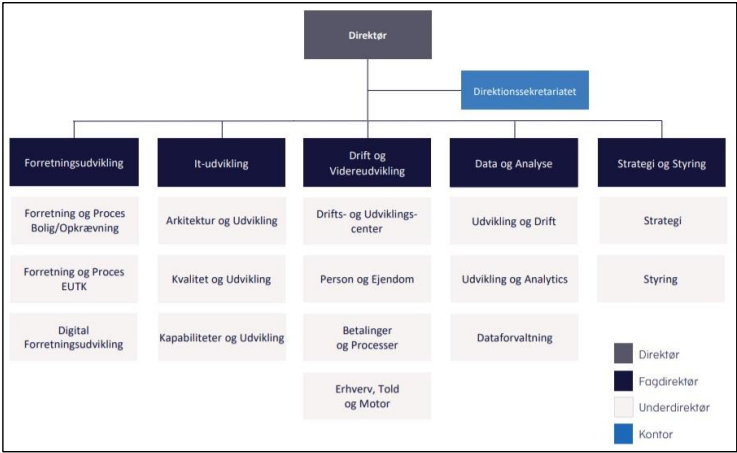 Direktør
Direktionssekretariatet
Forretningsudvikling
It-udvikling
Drift og
Videreudvikling
Data og Analyse
Strategi og Styring
Forretning og Proces
Bolig/Opkrævning
Arkitektur og Udvikling
Drifts- og Udviklings-
center
Udvikling og Drift
Strategi
Forretning og Proces
EUTK
Kvalitet og Udvikling
Person og Ejendom
Udvikling og Analytics
Styring
Digital
Forretningsudvikling
Kapabiliteter og Udvikling
Betalinger
og Processer
Dataforvaltning
Erhverv, Told
og Motor
Direktør
Fagdirektør
Underdirektør
Kontor